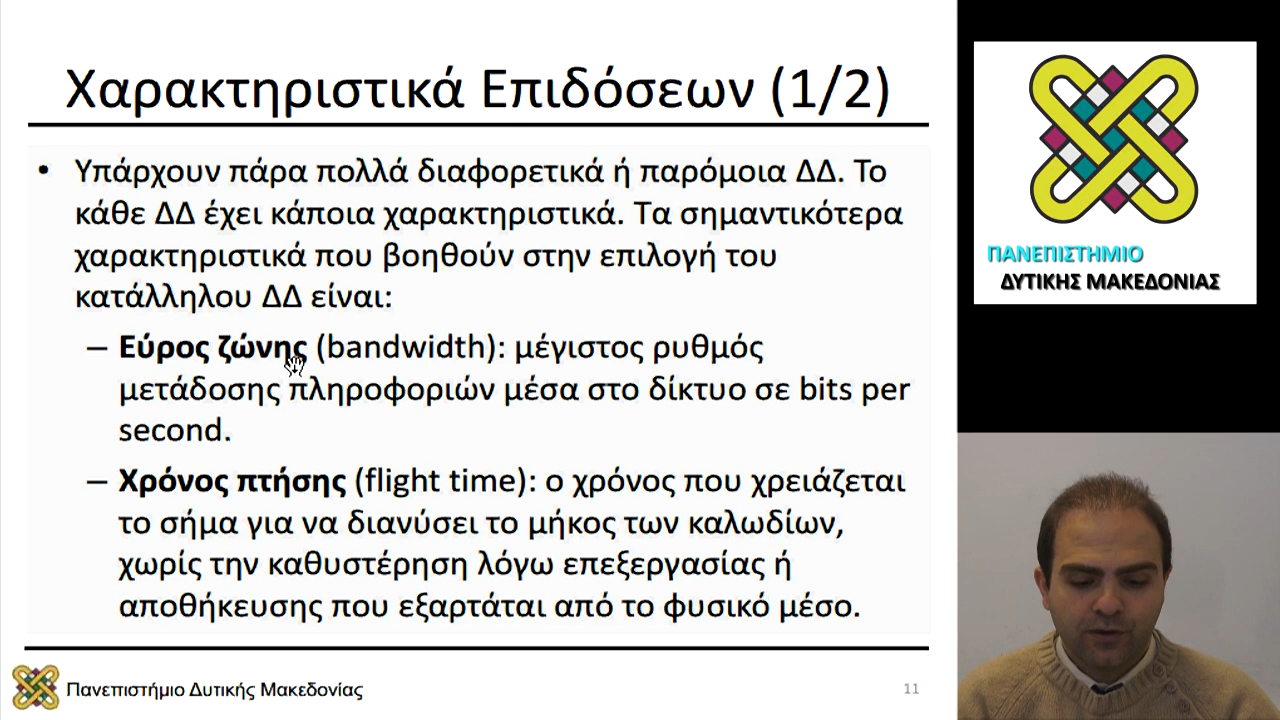 Χαρακτηριστικά Επιδόσεων (1/2)
• Υπάρχουν πάρα πολλά διαφορετικά ή παρόμοια ΔΔ. Το
κάθε ΔΔ έχει κάποια χαρακτηριστικά. Τα σημαντικότερα
χαρακτηριστικά που βοηθούν στην επιλογή του
κατάλληλου ΔΔ είναι:
– Εύρος ζώνης (bandwidth): μέγιστος ρυθμός
μετάδοσης πληροφοριών μέσα στο δίκτυο σε bits per
second.
– Χρόνος πτήσης (flight time): ο χρόνος που χρειάζεται
το σήμα για να διανύσει το μήκος των καλωδίων,
χωρίς την καθυστέρηση λόγω επεξεργασίας ή
αποθήκευσης που εξαρτάται από το φυσικό μέσο.
Πανεπιστήμιο Δυτικής Μακεδονίας
11
ΠΑΝΕΠΙΣΤΗΜΙΟ
ΔΥΤΙΚΗΣ ΜΑΚΕΔΟΝΙΑΣ